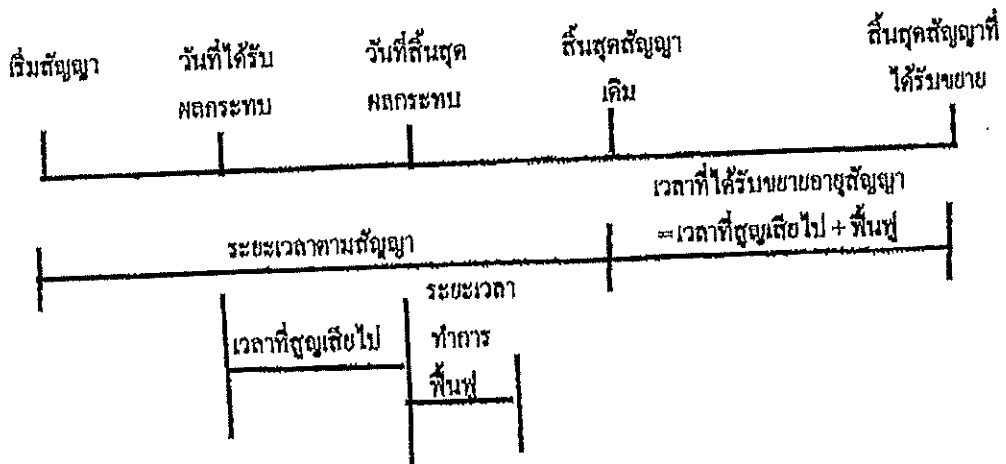 เริ่มสัญญา
วันที่ได้รับ
ผลกระทบ
วันที่สิ้นสุด
ผลกระทบ
สิ้นสุดสัญญา
เดิม
สิ้นสุดสัญญาที่
ได้รับขยาย
เวลาที่ได้รับขยายอายุสัญญา
=เวลาที่สูญเสียไป + ฟื้นฟู
ระยะเวลาตามสัญญา
เวลาที่สูญเสียไป
ระยะเวลา
ทำการ
ฟื้นฟู